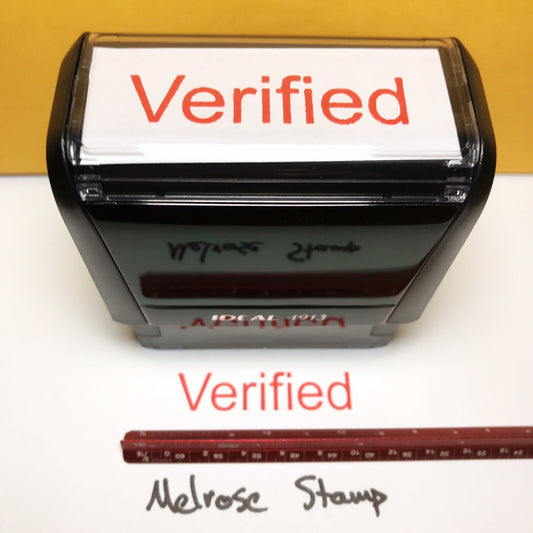 Verified
IDEAL 4913
Verified
Melrose Stamp